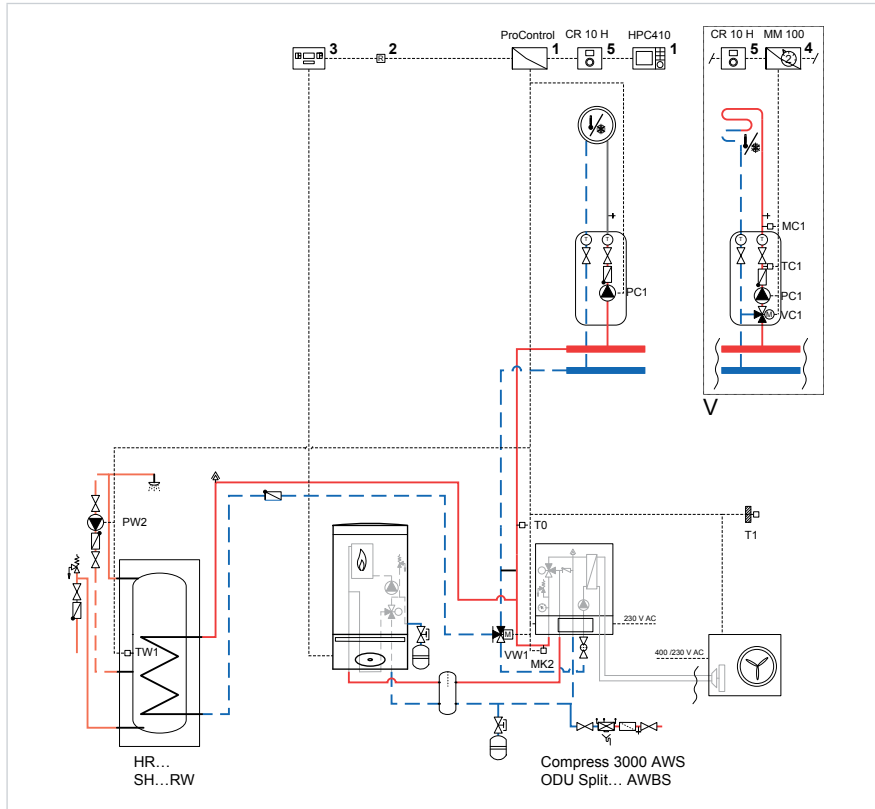 ProControl CR 10 H HPC410
3 2 1 5 1
R
CR 10 H MM 100
5 4
2
MC1
T T
T T
TC1
PC1
PC1
M VC1
V
PW2
T0
T1
230 V AC
TW1
M
VW1
MK2
400 /230 V AC
HR...
SH...RW
Compress 3000 AWS
ODU Split... AWBS